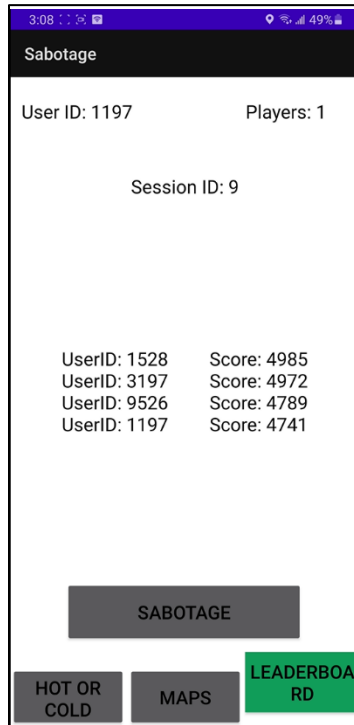 3:08 49%
Sabotage
User ID: 1197 Players: 1
Session ID: 9
UserID: 1528 Score: 4985
UserID: 3197 Score: 4972
UserID: 9526 Score: 4789
UserID: 1197 Score: 4741
SABOTAGE
HOT OR
COLD
MAPS
LEADERBOA
RD